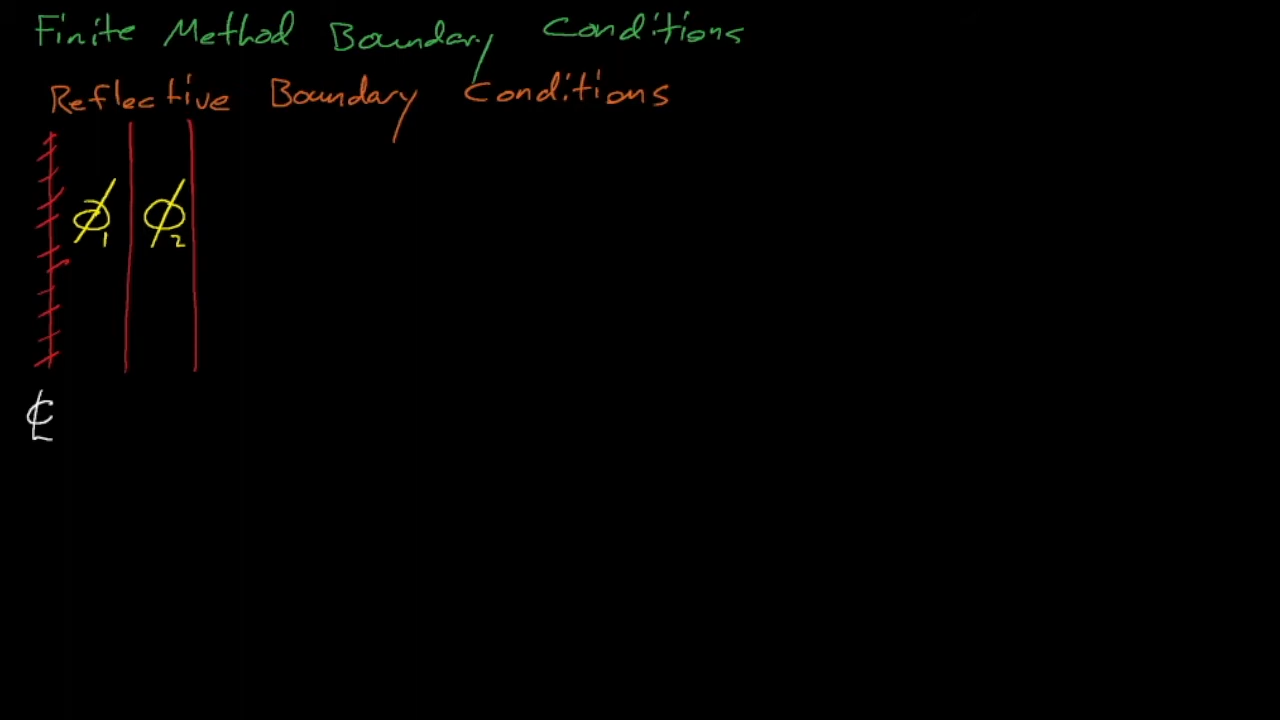 Finite Method Boundary Conditions
Reflective Boundary Conditions
ϕ₁ ϕ₂
℄